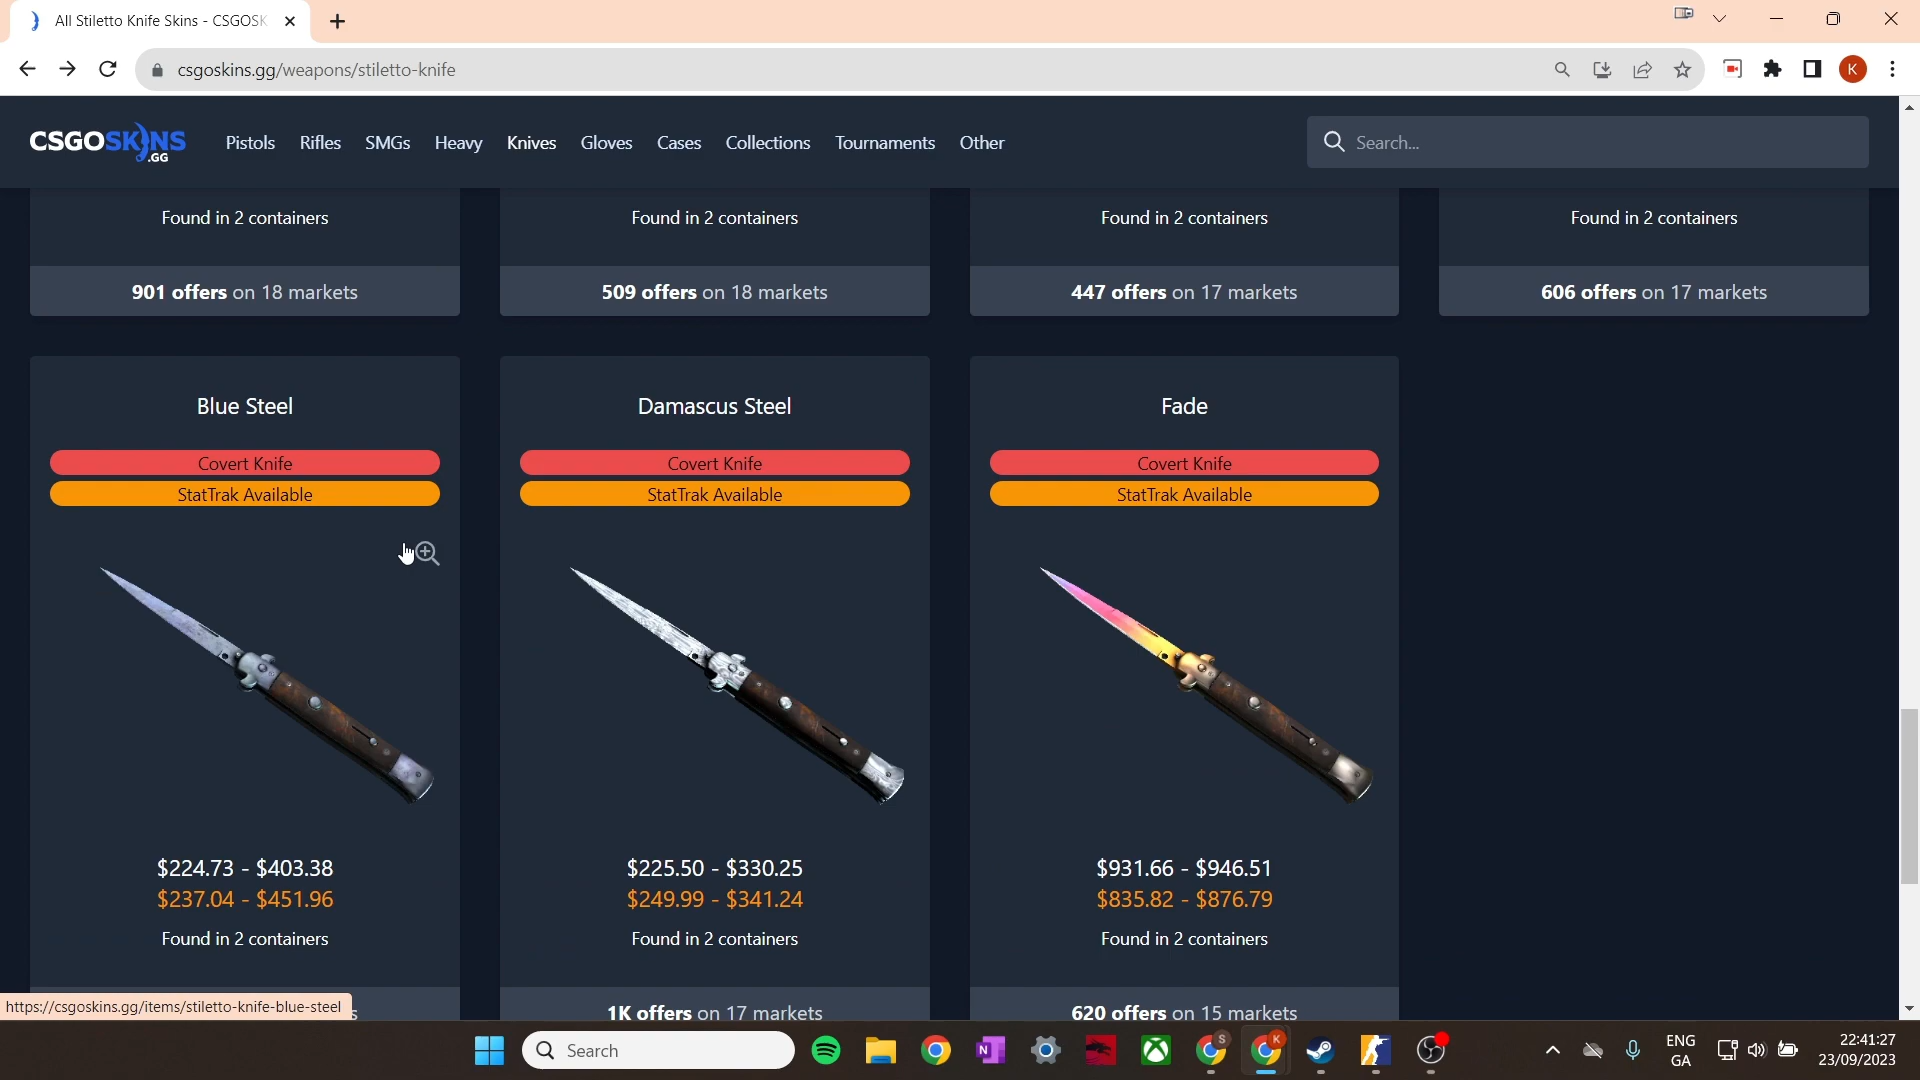 All Stiletto Knife Skins - CSGOSK
csgoskins.gg/weapons/stiletto-knife
K
CSGOSKINS
.GG
Pistols Rifles SMGs Heavy Knives Gloves Cases Collections Tournaments Other
Search...
Found in 2 containers Found in 2 containers Found in 2 containers Found in 2 containers
901 offers on 18 markets 509 offers on 18 markets 447 offers on 17 markets 606 offers on 17 markets
Blue Steel
Covert Knife
StatTrak Available
$224.73 - $403.38
$237.04 - $451.96
Found in 2 containers
Damascus Steel
Covert Knife
StatTrak Available
$225.50 - $330.25
$249.99 - $341.24
Found in 2 containers
1K offers on 17 markets
Fade
Covert Knife
StatTrak Available
$931.66 - $946.51
$835.82 - $876.79
Found in 2 containers
620 offers on 15 markets
https://csgoskins.gg/items/stiletto-knife-blue-steel
Search
N
S
K
ENG
GA
22:41:27
23/09/2023